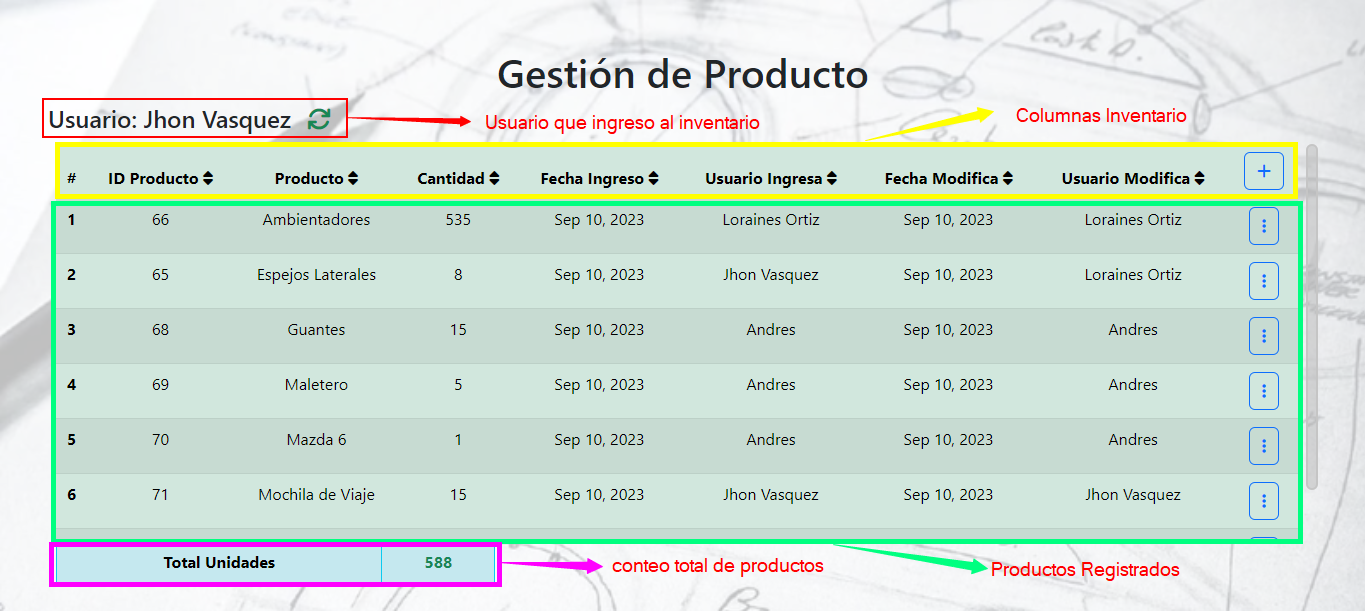 Gestión de Producto
Usuario: Jhon Vasquez
Usuario que ingreso al inventario
Columnas Inventario
# ID Producto Producto Cantidad Fecha Ingreso Usuario Ingresa Fecha Modifica Usuario Modifica +
1 66 Ambientadores 535 Sep 10, 2023 Loraines Ortiz Sep 10, 2023 Loraines Ortiz
2 65 Espejos Laterales 8 Sep 10, 2023 Jhon Vasquez Sep 10, 2023 Loraines Ortiz
3 68 Guantes 15 Sep 10, 2023 Andres Sep 10, 2023 Andres
4 69 Maletero 5 Sep 10, 2023 Andres Sep 10, 2023 Andres
5 70 Mazda 6 1 Sep 10, 2023 Andres Sep 10, 2023 Andres
6 71 Mochila de Viaje 15 Sep 10, 2023 Jhon Vasquez Sep 10, 2023 Jhon Vasquez
Total Unidades 588
conteo total de productos
Productos Registrados